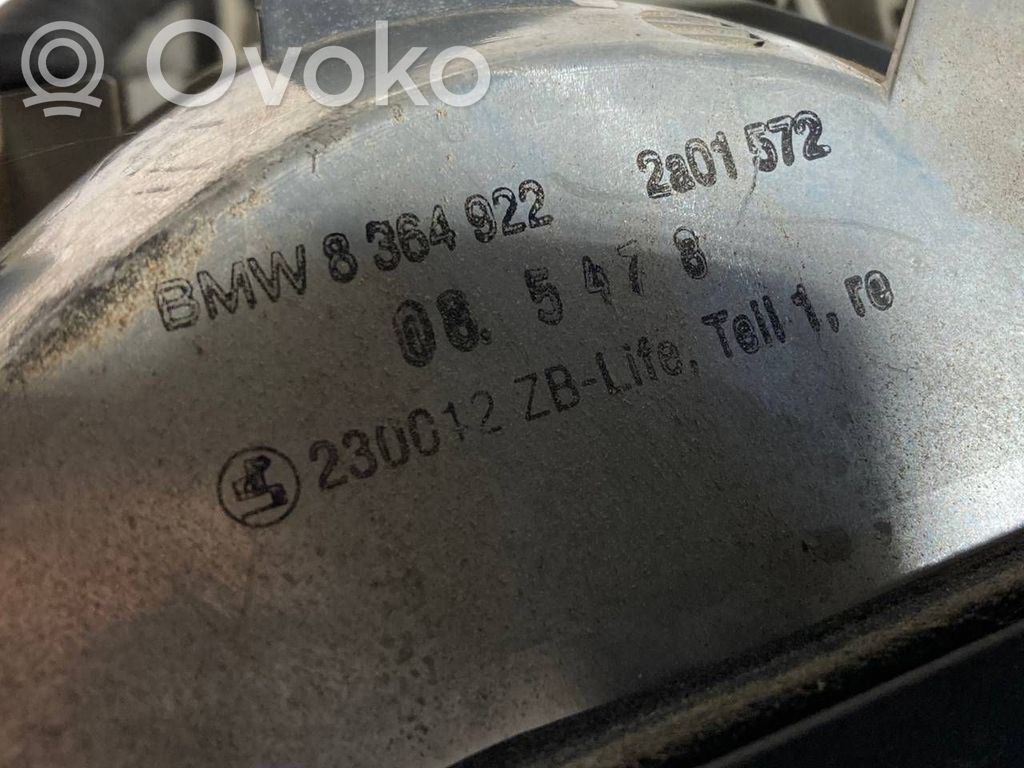 Ovoko
BMW 8 364 922 2a01 572
08. 5 4 7 8
230012 ZB-Life, Teil 1, re